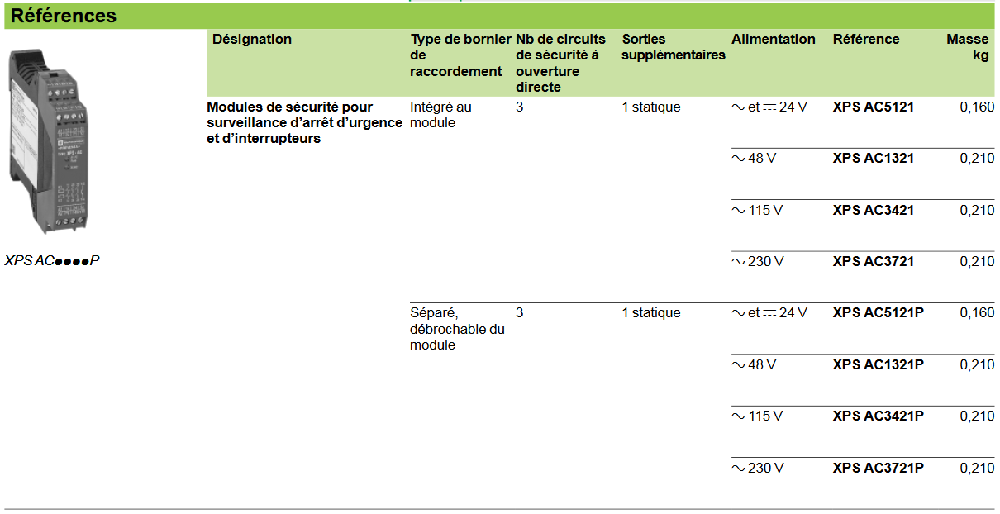 Références
Désignation
Type de bornier
de
raccordement
Nb de circuits
de sécurité à
ouverture
directe
Sorties
supplémentaires
Alimentation
Référence
Masse
kg
Modules de sécurité pour
surveillance d’arrêt d’urgence
et d’interrupteurs
Intégré au
module
3
1 statique
∼ et ⎓ 24 V
XPS AC5121
0,160
∼ 48 V
XPS AC1321
0,210
∼ 115 V
XPS AC3421
0,210
XPS AC●●●●P
∼ 230 V
XPS AC3721
0,210
Séparé,
débrochable du
module
3
1 statique
∼ et ⎓ 24 V
XPS AC5121P
0,160
∼ 48 V
XPS AC1321P
0,210
∼ 115 V
XPS AC3421P
0,210
∼ 230 V
XPS AC3721P
0,210